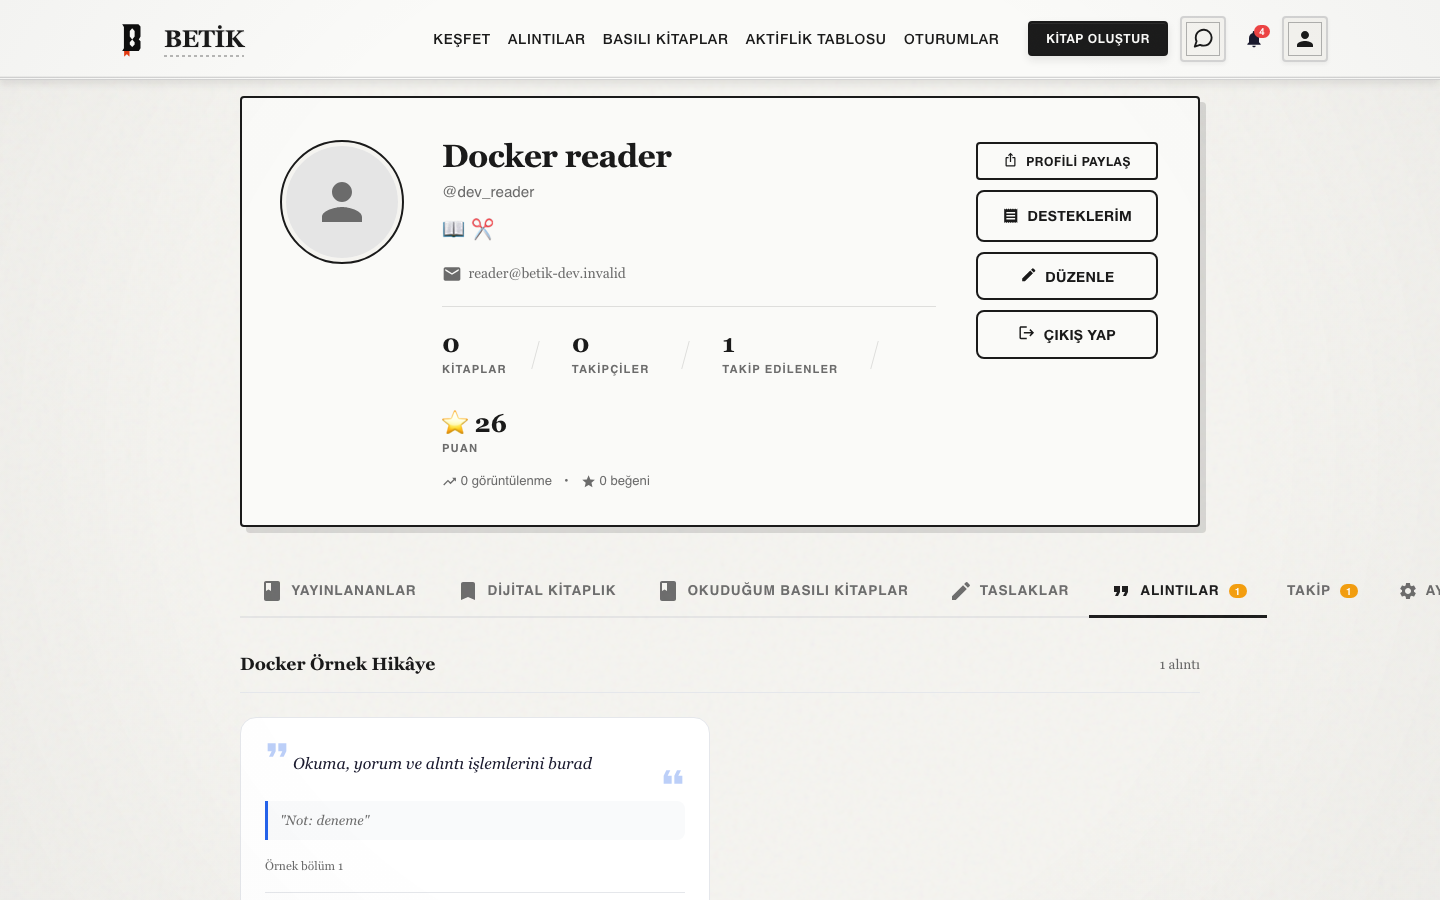 BETİK
KEŞFET
ALINTILAR
BASILI KİTAPLAR
AKTİFLİK TABLOSU
OTURUMLAR
KİTAP OLUŞTUR
4
Docker reader
@dev_reader
reader@betik-dev.invalid
PROFİLİ PAYLAŞ
DESTEKLERİM
DÜZENLE
ÇIKIŞ YAP
0
KİTAPLAR
0
TAKİPÇİLER
1
TAKİP EDİLENLER
26
PUAN
0 görüntülenme • 0 beğeni
YAYINLANANLAR
DİJİTAL KİTAPLIK
OKUDUĞUM BASILI KİTAPLAR
TASLAKLAR
ALINTILAR 1
TAKİP 1
AY
Docker Örnek Hikâye
1 alıntı
Okuma, yorum ve alıntı işlemlerini burad
"Not: deneme"
Örnek bölüm 1